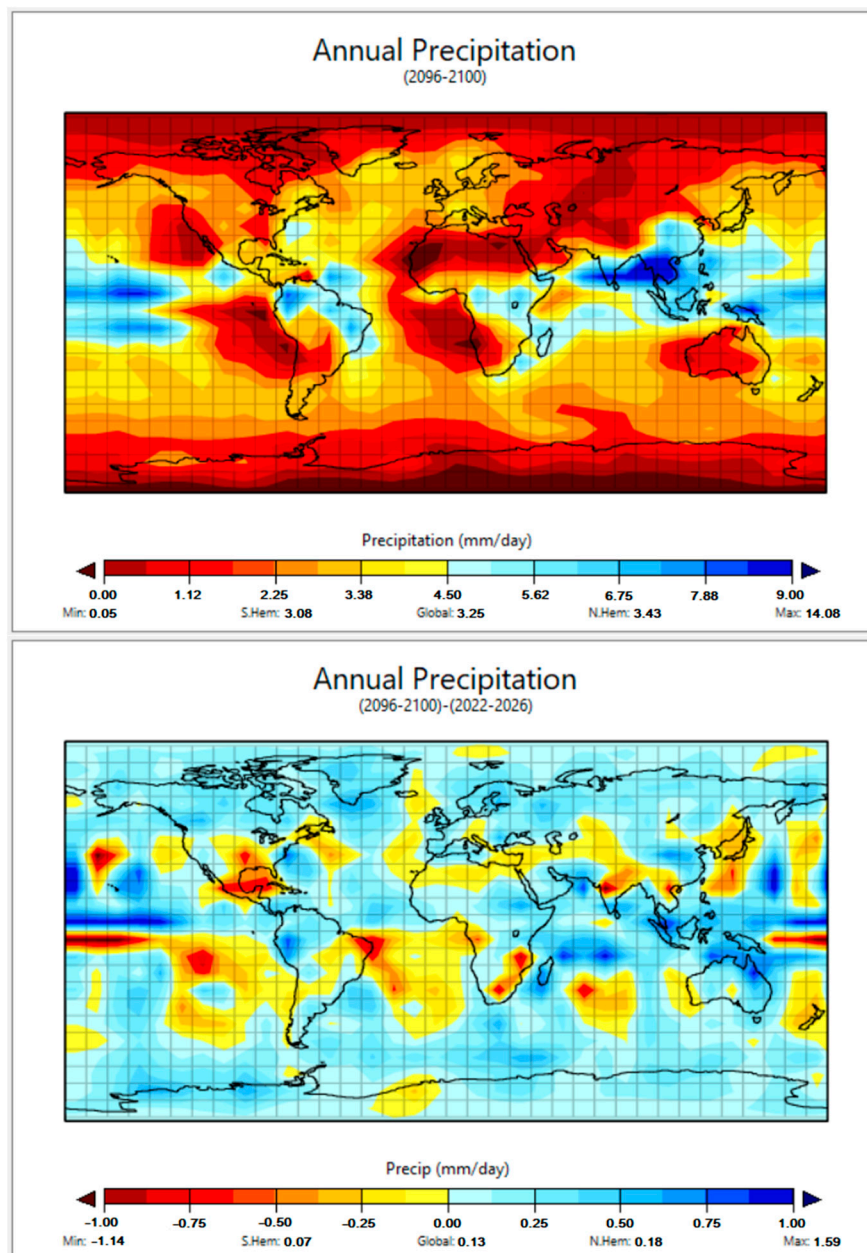 Annual Precipitation
(2096-2100)
Precipitation (mm/day)
0.00 1.12 2.25 3.38 4.50 5.62 6.75 7.88 9.00
Min: 0.05 S.Hem: 3.08 Global: 3.25 N.Hem: 3.43 Max: 14.08
Annual Precipitation
(2096-2100)-(2022-2026)
Precip (mm/day)
-1.00 -0.75 -0.50 -0.25 0.00 0.25 0.50 0.75 1.00
Min: -1.14 S.Hem: 0.07 Global: 0.13 N.Hem: 0.18 Max: 1.59